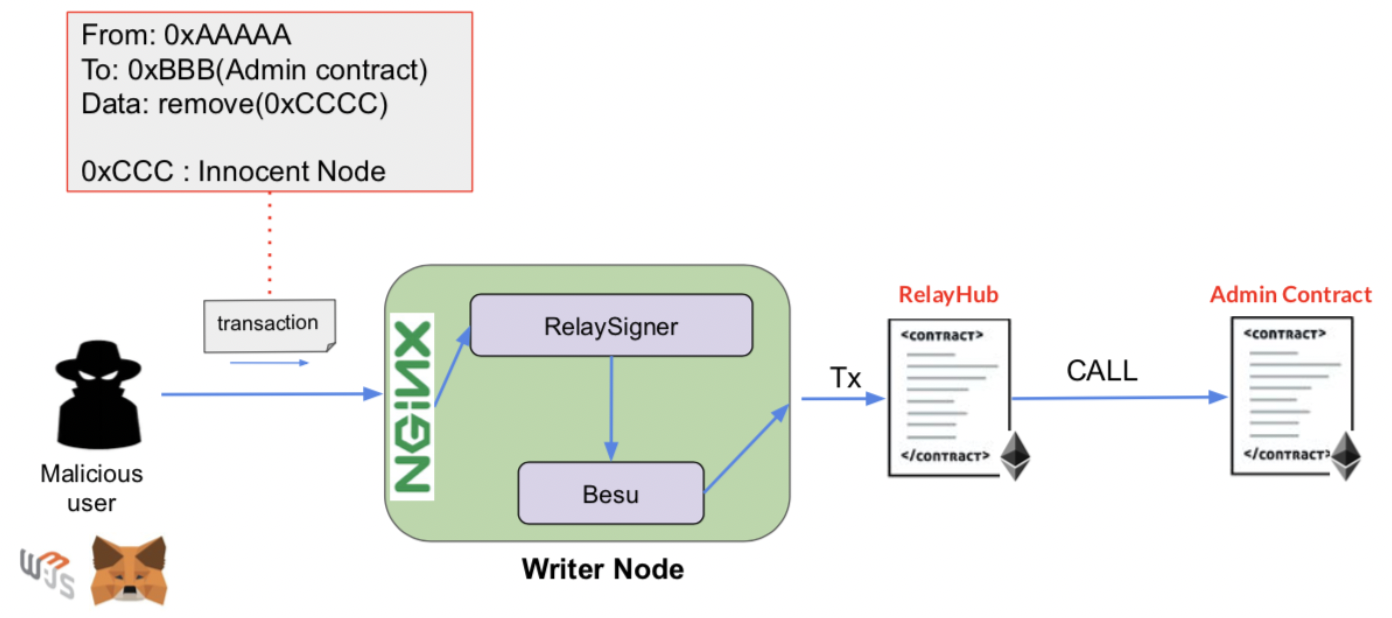 From: 0xAAAAA
To: 0xBBB(Admin contract)
Data: remove(0xCCCC)
0xCCC : Innocent Node
transaction
Malicious
user
W3JS
NGINX
RelaySigner
Besu
Writer Node
Tx
RelayHub
<CONTRACT>
</CONTRACT>
CALL
Admin Contract
<CONTRACT>
</CONTRACT>